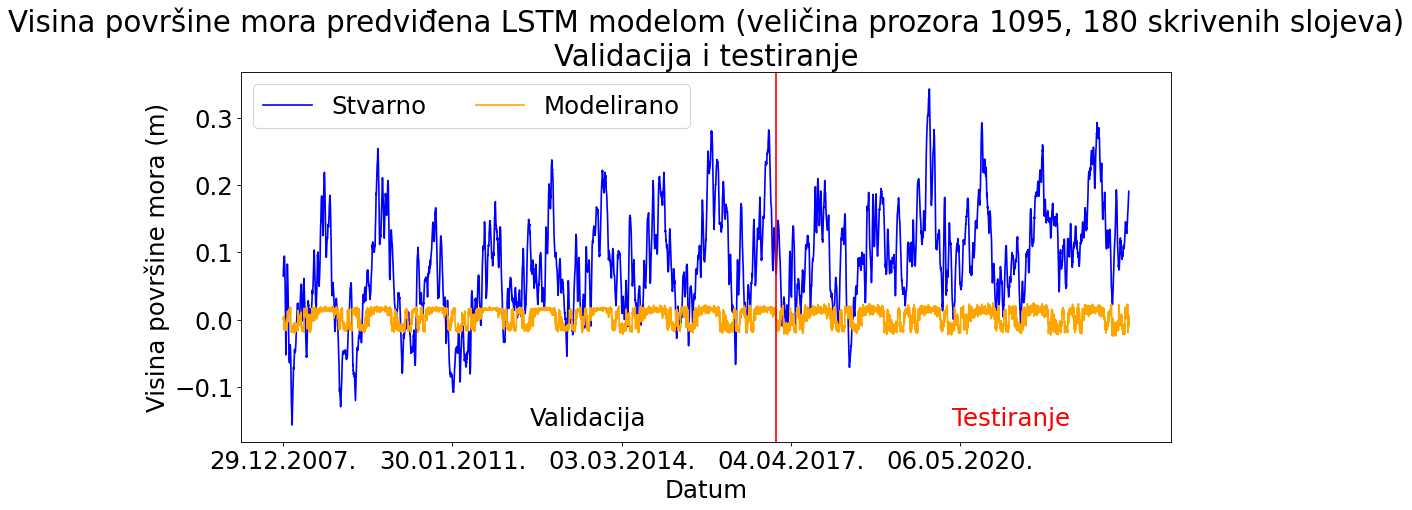 Visina površine mora predviđena LSTM modelom (veličina prozora 1095, 180 skrivenih slojeva)
Validacija i testiranje
Stvarno Modelirano
Visina površine mora (m)
0.3
0.2
0.1
0.0
−0.1
Validacija Testiranje
29.12.2007. 30.01.2011. 03.03.2014. 04.04.2017. 06.05.2020.
Datum